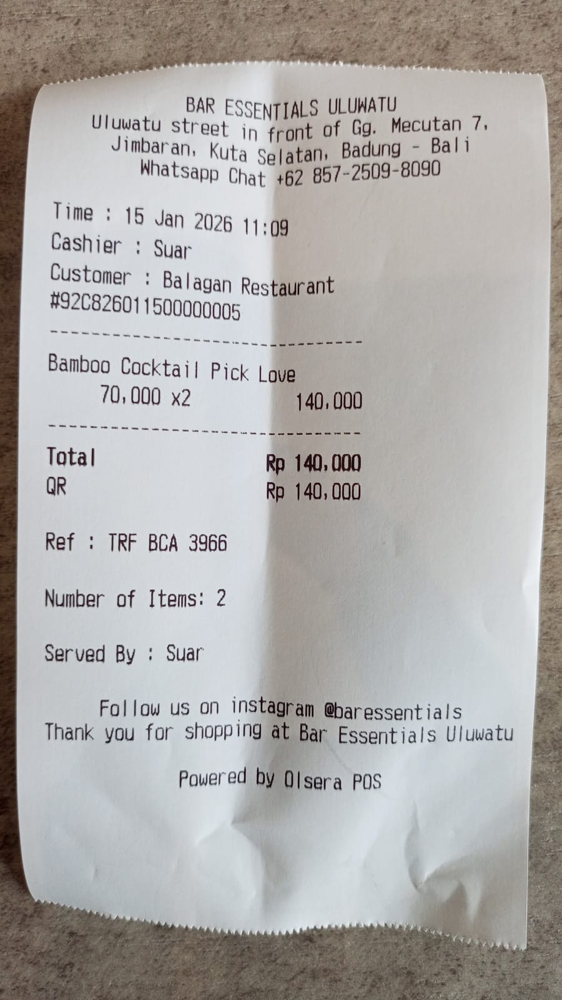 BAR ESSENTIALS ULUWATU
Uluwatu street in front of Gg. Mecutan 7,
Jimbaran, Kuta Selatan, Badung - Bali
Whatsapp Chat +62 857-2509-8090
Time : 15 Jan 2026 11:09
Cashier : Suar
Customer : Balagan Restaurant
#92C826011500000005
Bamboo Cocktail Pick Love
70,000 x2 140,000
Total Rp 140,000
QR Rp 140,000
Ref : TRF BCA 3966
Number of Items: 2
Served By : Suar
Follow us on instagram @baressentials
Thank you for shopping at Bar Essentials Uluwatu
Powered by Olsera POS